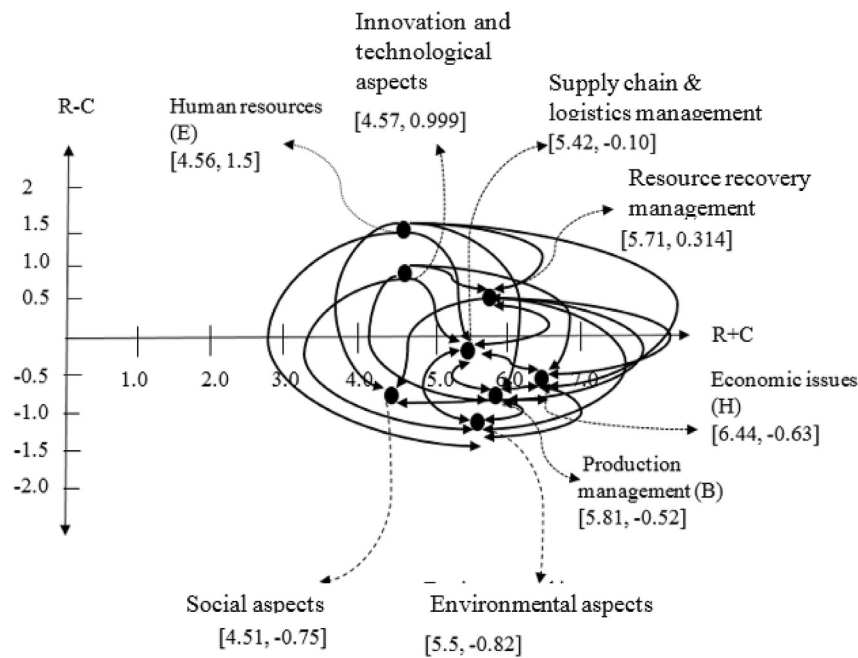 Innovation and
technological
aspects
[4.57, 0.999]
Supply chain &
logistics management
[5.42, -0.10]
R-C
Human resources
(E)
[4.56, 1.5]
Resource recovery
management
[5.71, 0.314]
2
1.5
1.0
0.5
R+C
1.0
2.0
3.0
4.0
5.0
6.0
7.0
-0.5
-1.0
-1.5
-2.0
Economic issues
(H)
[6.44, -0.63]
Production
management (B)
[5.81, -0.52]
Social aspects
[4.51, -0.75]
Environmental aspects
[5.5, -0.82]